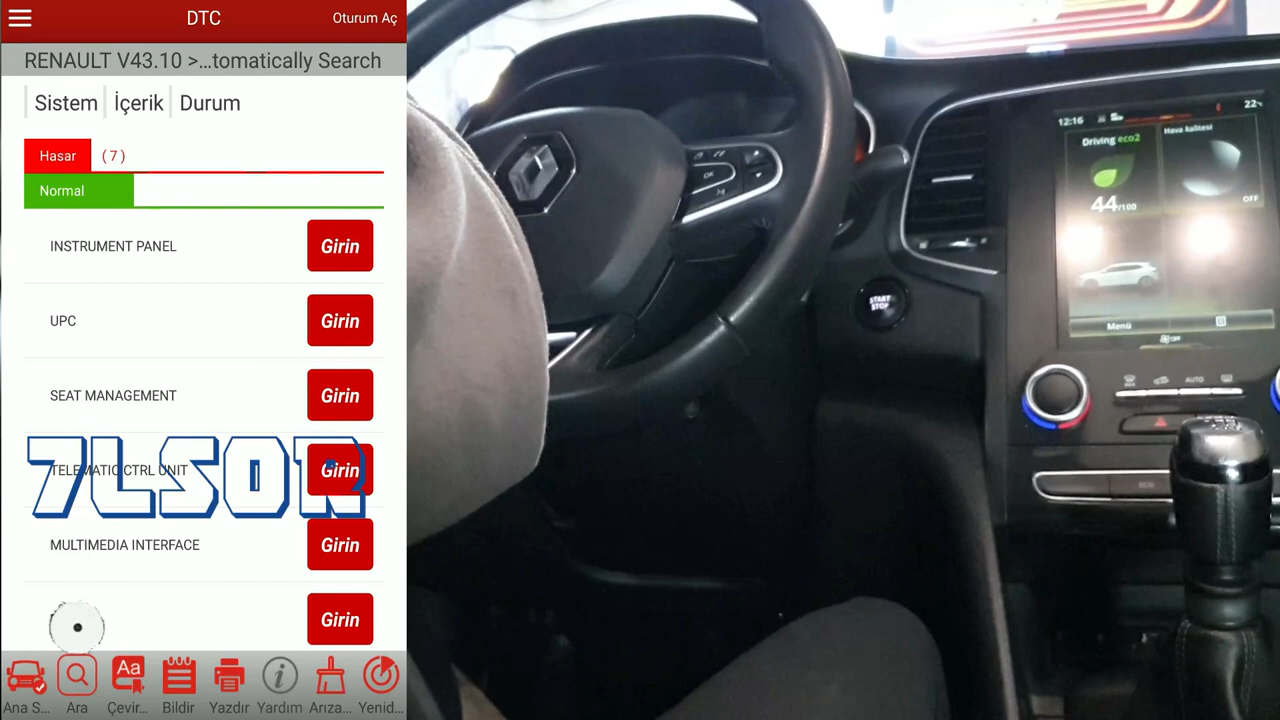 DTC
Oturum Aç
RENAULT V43.10 >...tomatically Search
Sistem İçerik Durum
Hasar ( 7 )
Normal
INSTRUMENT PANEL Girin
UPC Girin
SEAT MANAGEMENT Girin
TELEMATIC CTRL UNIT Girin
7LSOR
MULTIMEDIA INTERFACE Girin
Girin
Ana S... Ara Çevir... Bildir Yazdır Yardım Arıza... Yenid...
OK
START
STOP
12:16
22
Driving eco2
Hava kalitesi
44/100
OFF
Menü
OFF
AUTO